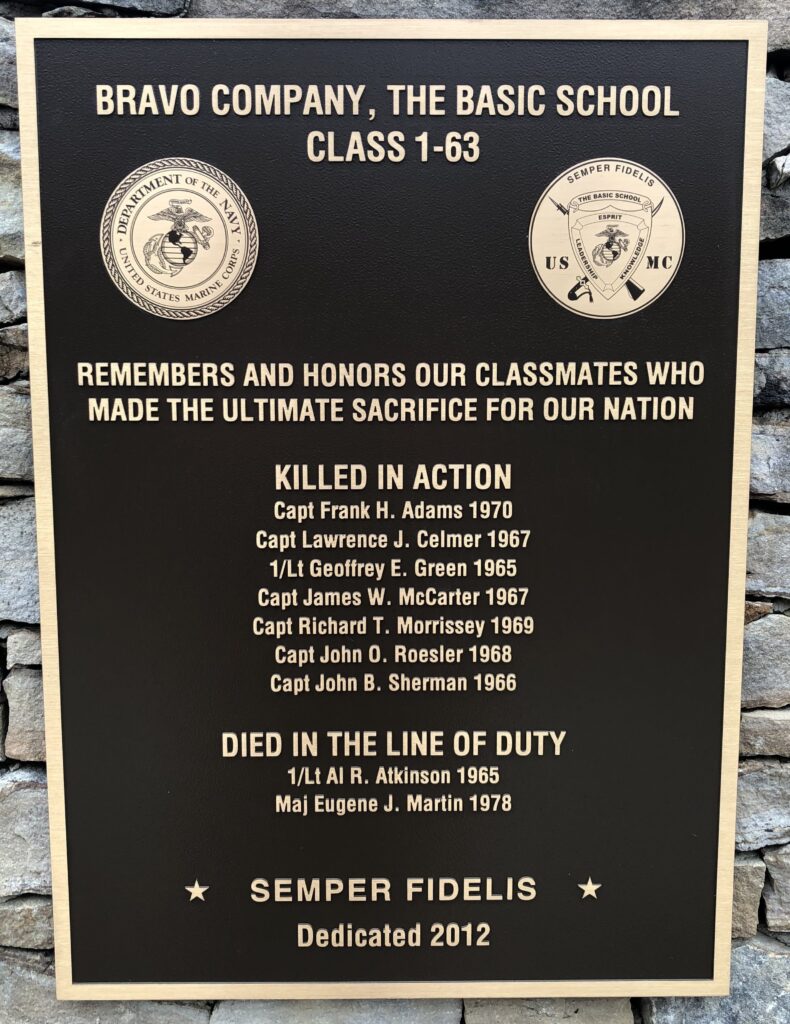 BRAVO COMPANY, THE BASIC SCHOOL
CLASS 1-63
DEPARTMENT OF THE NAVY
UNITED STATES MARINE CORPS
SEMPER FIDELIS
THE BASIC SCHOOL
ESPRIT
LEADERSHIP
KNOWLEDGE
US MC
REMEMBERS AND HONORS OUR CLASSMATES WHO
MADE THE ULTIMATE SACRIFICE FOR OUR NATION
KILLED IN ACTION
Capt Frank H. Adams 1970
Capt Lawrence J. Celmer 1967
1/Lt Geoffrey E. Green 1965
Capt James W. McCarter 1967
Capt Richard T. Morrissey 1969
Capt John O. Roesler 1968
Capt John B. Sherman 1966
DIED IN THE LINE OF DUTY
1/Lt Al R. Atkinson 1965
Maj Eugene J. Martin 1978
SEMPER FIDELIS
Dedicated 2012